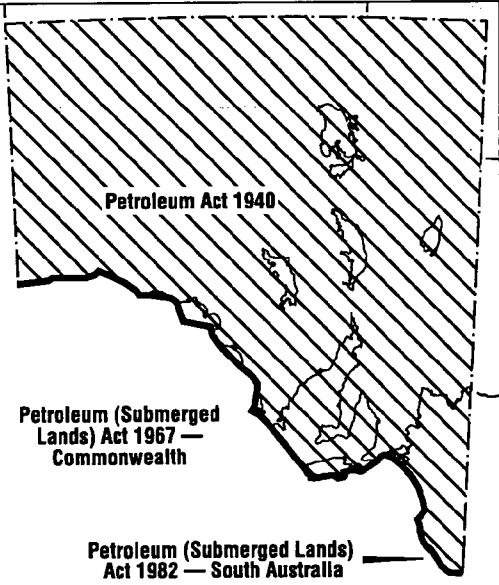 Petroleum Act 1940
Petroleum (Submerged
Lands) Act 1967 —
Commonwealth
Petroleum (Submerged Lands)
Act 1982 — South Australia